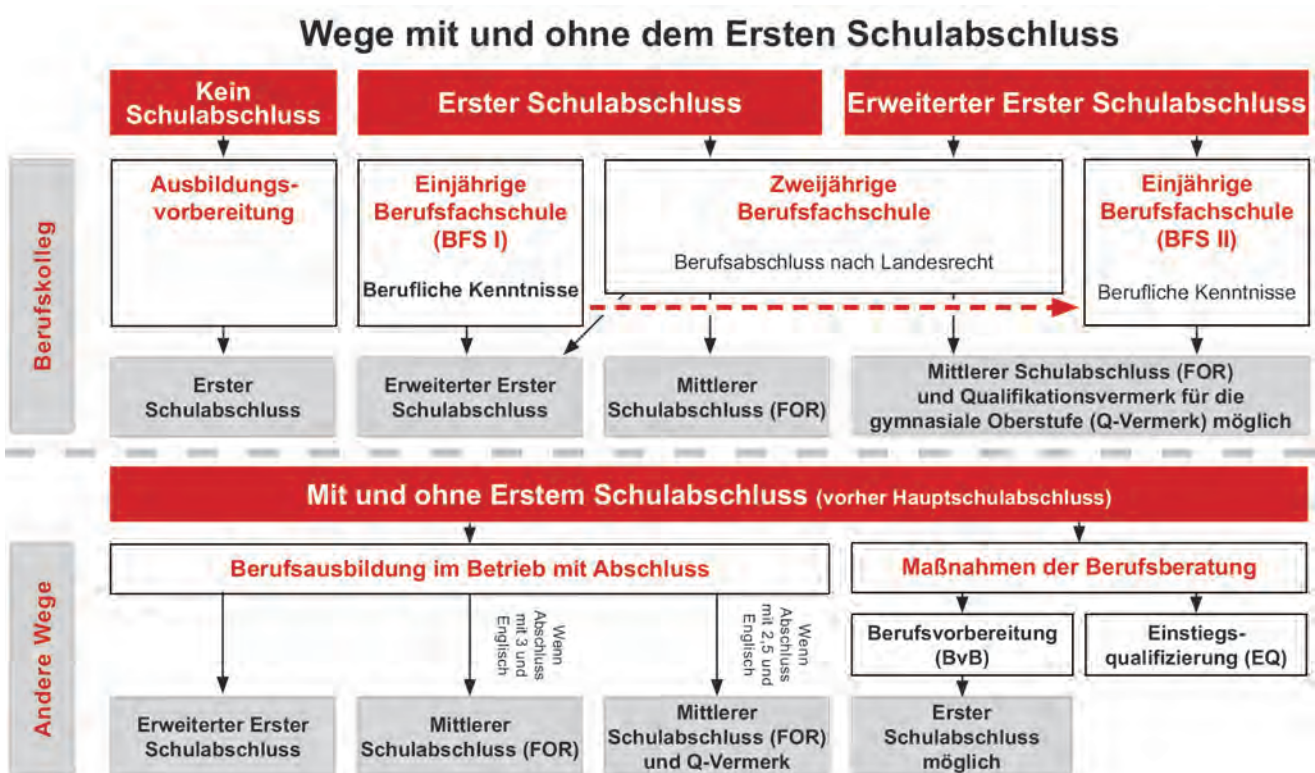 Wege mit und ohne dem Ersten Schulabschluss
Kein
Schulabschluss
Erster Schulabschluss
Erweiterter Erster Schulabschluss
Berufskolleg
Ausbildungs-
vorbereitung
Einjährige
Berufsfachschule
(BFS I)
Berufliche Kenntnisse
Zweijährige
Berufsfachschule
Berufsabschluss nach Landesrecht
Einjährige
Berufsfachschule
(BFS II)
Berufliche Kenntnisse
Erster
Schulabschluss
Erweiterter Erster
Schulabschluss
Mittlerer
Schulabschluss (FOR)
Mittlerer Schulabschluss (FOR)
und Qualifikationsvermerk für die
gymnasiale Oberstufe (Q-Vermerk) möglich
Mit und ohne Erstem Schulabschluss (vorher Hauptschulabschluss)
Andere Wege
Berufsausbildung im Betrieb mit Abschluss
Maßnahmen der Berufsberatung
Wenn
Abschluss
mit 3 und
Englisch
Wenn
Abschluss
mit 2,5 und
Englisch
Berufsvorbereitung
(BvB)
Einstiegs-
qualifizierung (EQ)
Erweiterter Erster
Schulabschluss
Mittlerer
Schulabschluss (FOR)
Mittlerer
Schulabschluss (FOR)
und Q-Vermerk
Erster
Schulabschluss
möglich